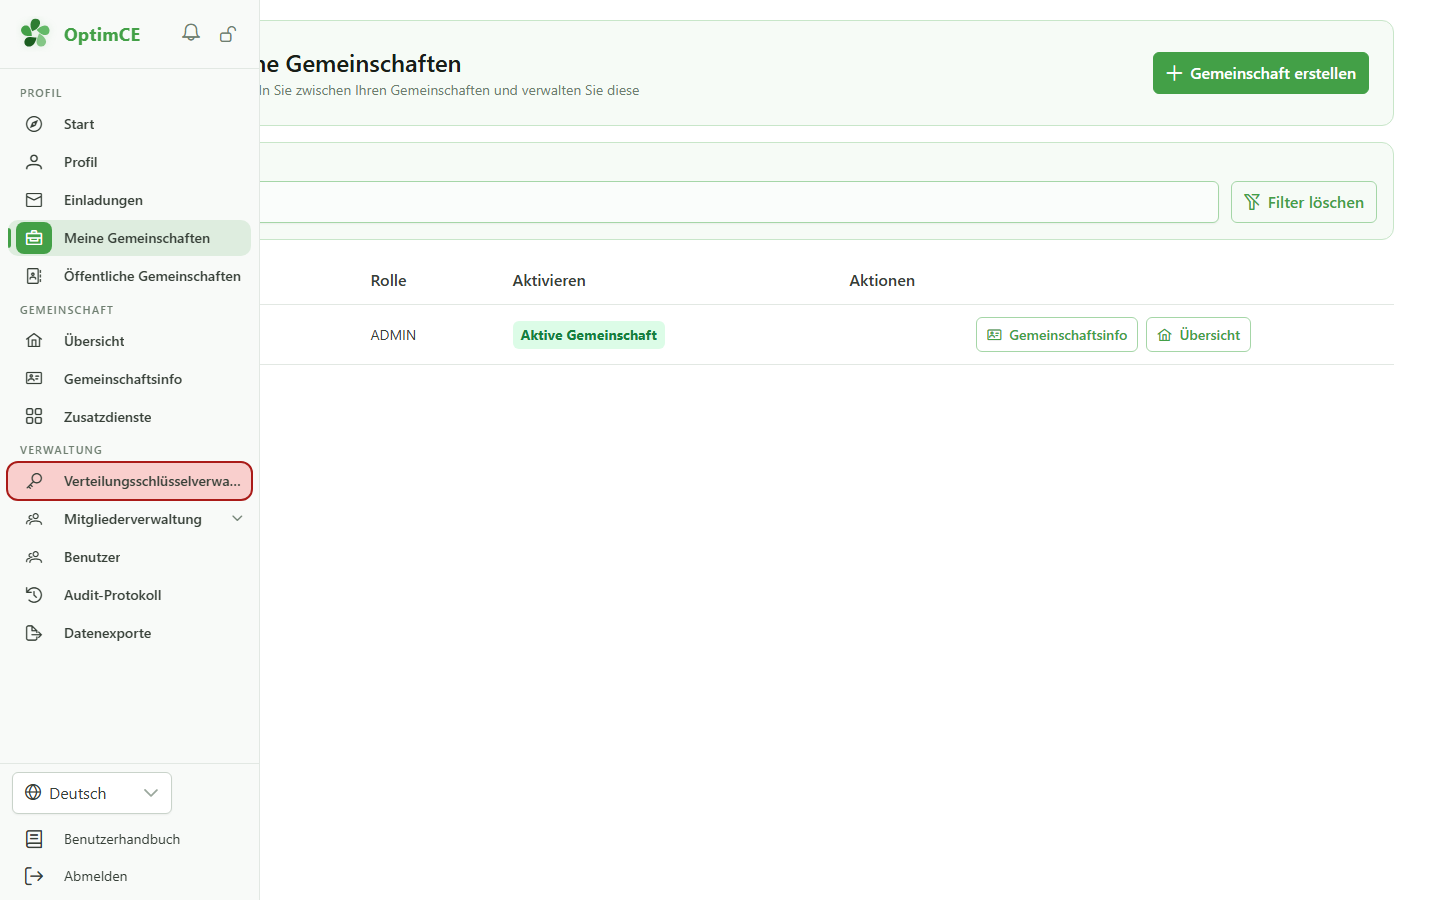 OptimCE
PROFIL
Start
Profil
Einladungen
Meine Gemeinschaften
Öffentliche Gemeinschaften
GEMEINSCHAFT
Übersicht
Gemeinschaftsinfo
Zusatzdienste
VERWALTUNG
Verteilungsschlüsselverwa...
Mitgliederverwaltung
Benutzer
Audit-Protokoll
Datenexporte
Deutsch
Benutzerhandbuch
Abmelden
Gemeinschaften
Sie zwischen Ihren Gemeinschaften und verwalten Sie diese
Gemeinschaft erstellen
Filter löschen
Rolle Aktivieren Aktionen
ADMIN Aktive Gemeinschaft Gemeinschaftsinfo Übersicht